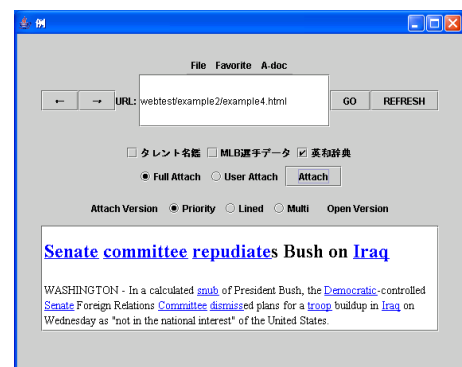 例
File Favorite A-doc
← → URL: webtest/example2/example4.html GO REFRESH
タレント名鑑 MLB選手データ 英和辞典
Full Attach User Attach Attach
Attach Version Priority Lined Multi Open Version
Senate committee repudiates Bush on Iraq
WASHINGTON - In a calculated snub of President Bush, the Democratic-controlled
Senate Foreign Relations Committee dismissed plans for a troop buildup in Iraq on
Wednesday as "not in the national interest" of the United States.